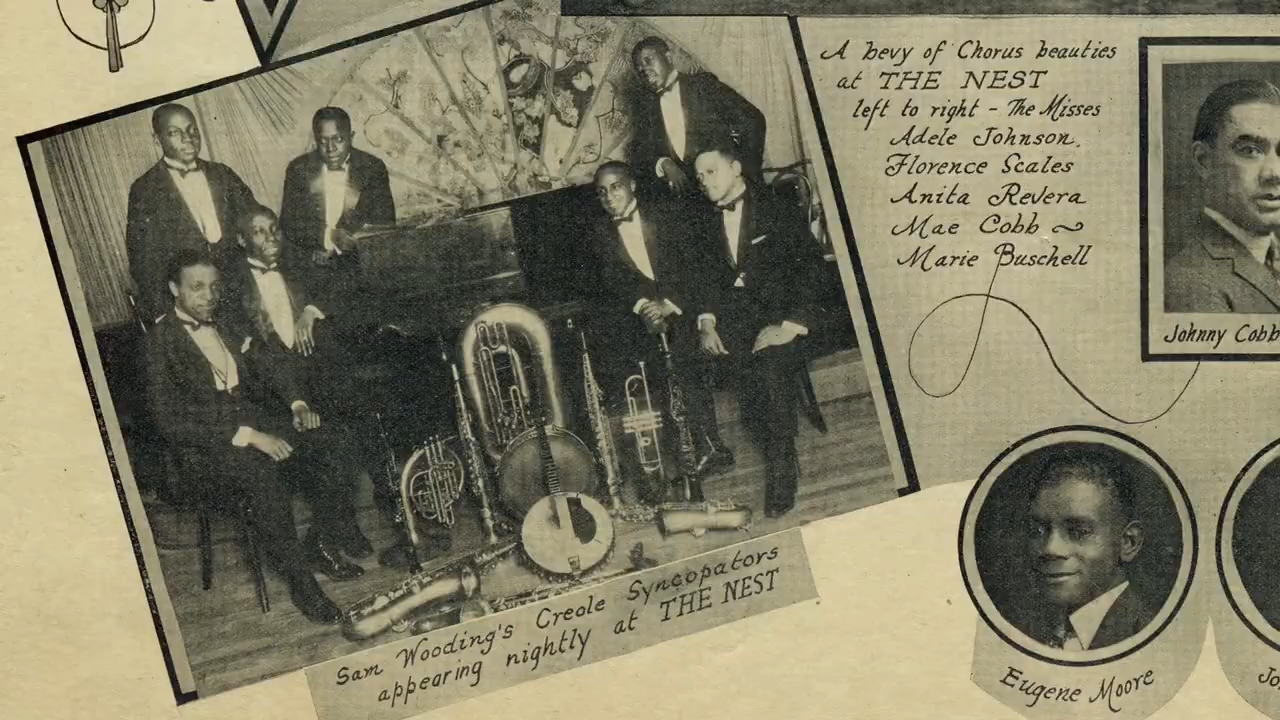 A bevy of Chorus beauties
at THE NEST
left to right - The Misses
Adele Johnson.
Florence Scales
Anita Revera
Mae Cobb ~
Marie Buschell
Johnny Cobb
Sam Wooding's Creole Syncopators
appearing nightly at THE NEST
Eugene Moore
Jo